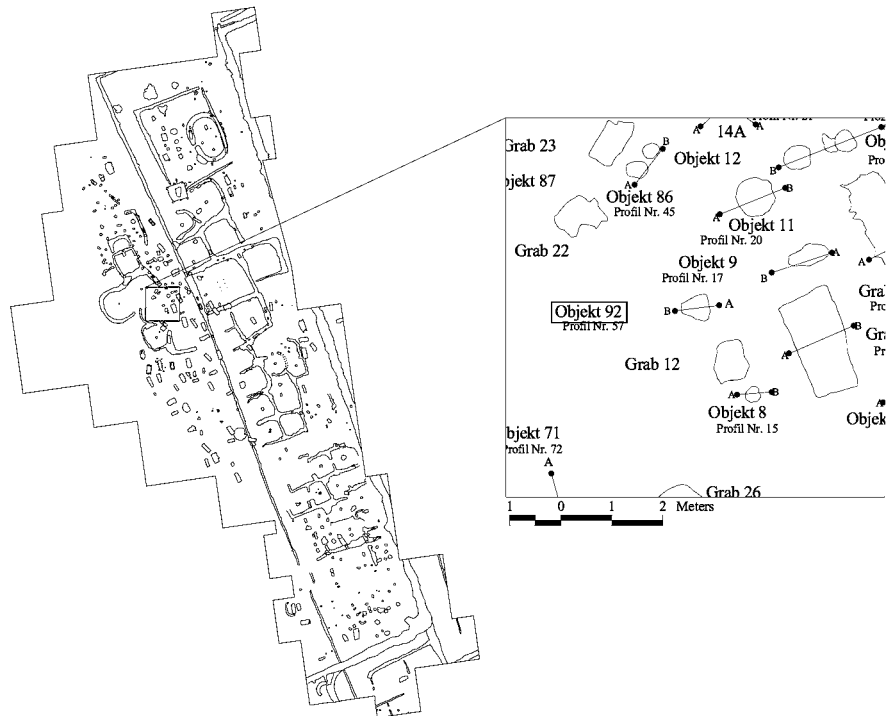 14A
A
A
B
Grab 23
Objekt 12
B
bjekt 87
A
Objekt 86
Profil Nr. 45
B
A
Objekt 11
Profil Nr. 20
Grab 22
Objekt 9
Profil Nr. 17
A
B
A
Objekt 92
Profil Nr. 57
B
A
Grab 12
B
A
A
B
Objekt 8
Profil Nr. 15
A
bjekt 71
rofil Nr. 72
A
Grab 26
1 0 1 2 Meters